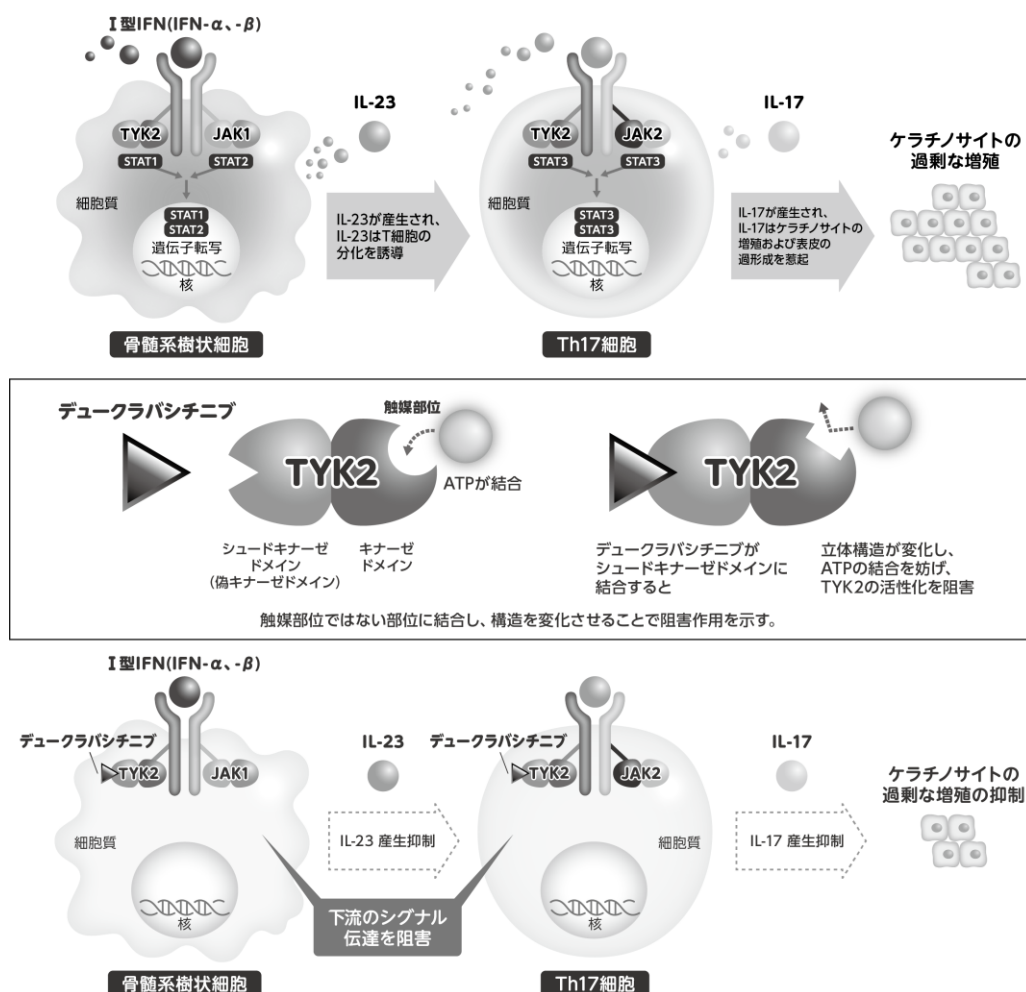 Ⅰ型IFN(IFN-α、-β)
IL-23
IL-17
TYK2
JAK1
TYK2
JAK2
STAT1
STAT2
STAT3
STAT3
ケラチノサイトの
過剰な増殖
細胞質
細胞質
STAT1
STAT2
遺伝子転写
核
STAT3
STAT3
遺伝子転写
核
IL-23が産生され、
IL-23はT細胞の
分化を誘導
IL-17が産生され、
IL-17はケラチノサイトの
増殖および表皮の
過形成を惹起
骨髄系樹状細胞
Th17細胞
デュークラバシチニブ
触媒部位
TYK2
ATPが結合
TYK2
シュードキナーゼ
ドメイン
(偽キナーゼドメイン)
キナーゼ
ドメイン
デュークラバシチニブが
シュードキナーゼドメインに
結合すると
立体構造が変化し、
ATPの結合を妨げ、
TYK2の活性化を阻害
触媒部位ではない部位に結合し、構造を変化させることで阻害作用を示す。
Ⅰ型IFN(IFN-α、-β)
デュークラバシチニブ
IL-23
デュークラバシチニブ
IL-17
TYK2
JAK1
TYK2
JAK2
ケラチノサイトの
過剰な増殖の抑制
細胞質
IL-23 産生抑制
細胞質
IL-17 産生抑制
核
核
下流のシグナル
伝達を阻害
骨髄系樹状細胞
Th17細胞